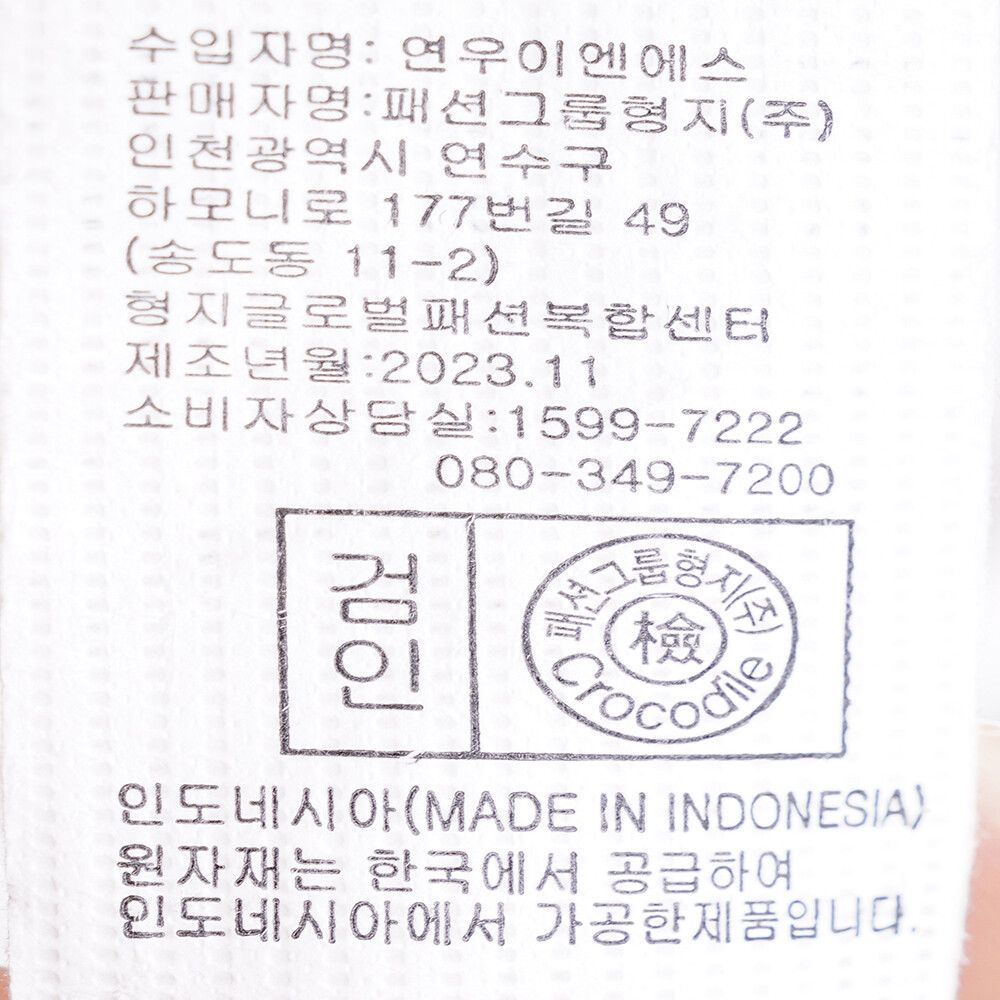 수입자명: 연우이엔에스
판매자명:패션그룹형지(주)
인천광역시 연수구
하모니로 177번길 49
(송도동 11-2)
형지글로벌패션복합센터
제조년월:2023.11
소비자상담실:1599-7222
080-349-7200
검인
패션그룹형지(주)
檢
Crocodile
인도네시아(MADE IN INDONESIA)
원자재는 한국에서 공급하여
인도네시아에서 가공한제품입니다.